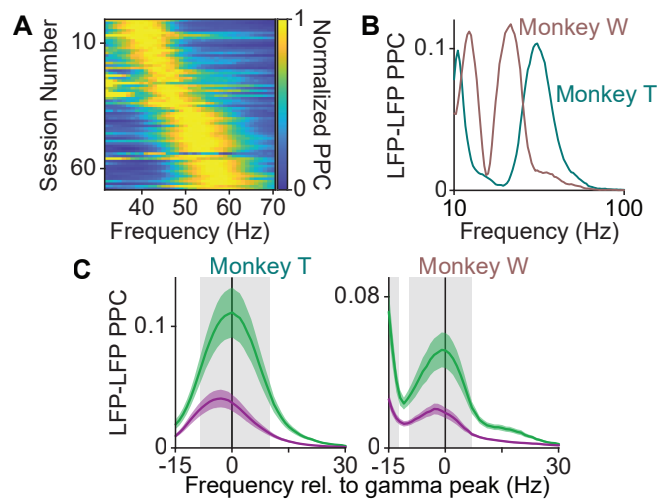 A
Session Number
10
60
40 50 60 70
Frequency (Hz)
1
0
Normalized PPC
B
Monkey W
Monkey T
LFP-LFP PPC
0.1
0
10 100
Frequency (Hz)
C
Monkey T
Monkey W
LFP-LFP PPC
0.1
0
-15 0 30
0.08
0
-15 0 30
Frequency rel. to gamma peak (Hz)